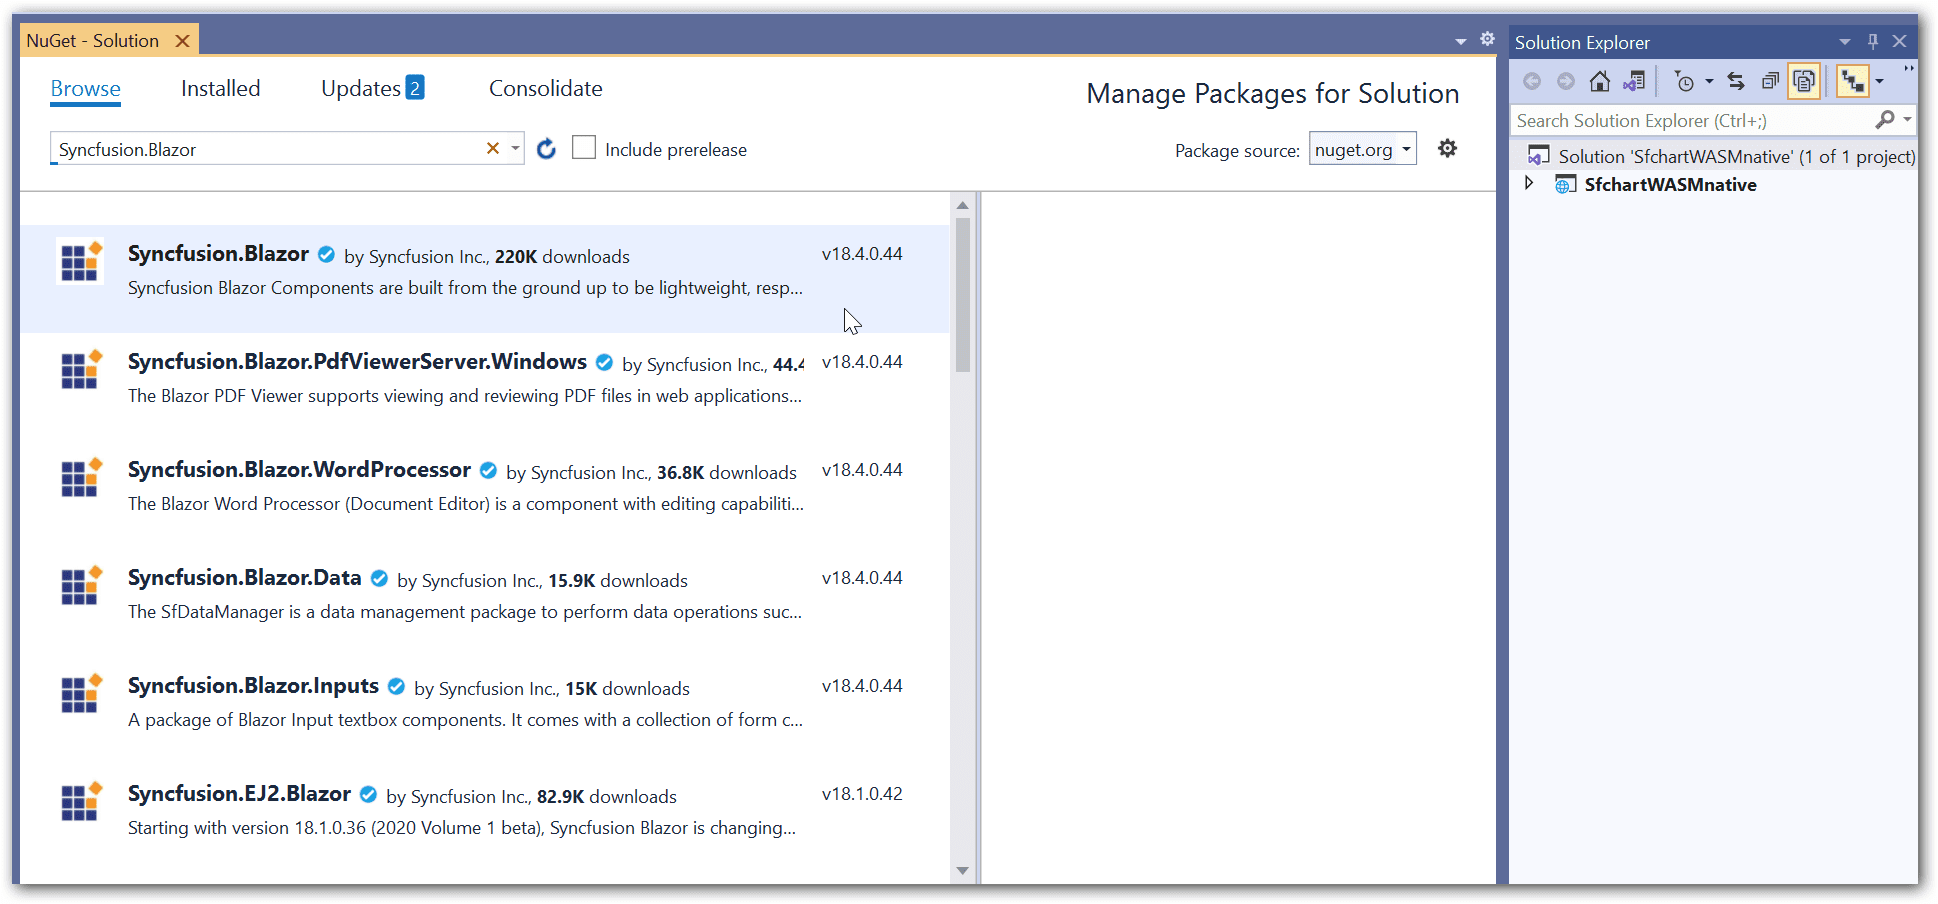 NuGet - Solution
Browse
Installed
Updates 2
Consolidate
Manage Packages for Solution
Syncfusion.Blazor
Include prerelease
Package source: nuget.org
Syncfusion.Blazor by Syncfusion Inc., 220K downloads v18.4.0.44
Syncfusion Blazor Components are built from the ground up to be lightweight, resp...
Syncfusion.Blazor.PdfViewerServer.Windows by Syncfusion Inc., 44.4 v18.4.0.44
The Blazor PDF Viewer supports viewing and reviewing PDF files in web applications...
Syncfusion.Blazor.WordProcessor by Syncfusion Inc., 36.8K downloads v18.4.0.44
The Blazor Word Processor (Document Editor) is a component with editing capabiliti...
Syncfusion.Blazor.Data by Syncfusion Inc., 15.9K downloads v18.4.0.44
The SfDataManager is a data management package to perform data operations suc...
Syncfusion.Blazor.Inputs by Syncfusion Inc., 15K downloads v18.4.0.44
A package of Blazor Input textbox components. It comes with a collection of form c...
Syncfusion.EJ2.Blazor by Syncfusion Inc., 82.9K downloads v18.1.0.42
Starting with version 18.1.0.36 (2020 Volume 1 beta), Syncfusion Blazor is changing...
Solution Explorer
Search Solution Explorer (Ctrl+;)
Solution 'SfchartWASMnative' (1 of 1 project)
SfchartWASMnative